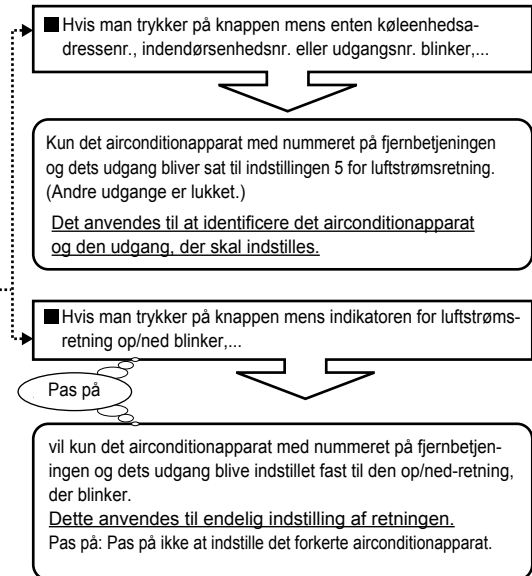 ■ Hvis man trykker på knappen mens enten køleenhedsa-
dressenr., indendørsenhedsnr. eller udgangsnr. blinker,...
Kun det airconditionapparat med nummeret på fjernbetjeningen
og dets udgang bliver sat til indstillingen 5 for luftstrømsretning.
(Andre udgange er lukket.)
Det anvendes til at identificere det airconditionapparat
og den udgang, der skal indstilles.
■ Hvis man trykker på knappen mens indikatoren for luftstrøms-
retning op/ned blinker,...
Pas på
vil kun det airconditionapparat med nummeret på fjernbetjen-
ingen og dets udgang blive indstillet fast til den op/ned-retning,
der blinker.
Dette anvendes til endelig indstilling af retningen.
Pas på: Pas på ikke at indstille det forkerte airconditionapparat.